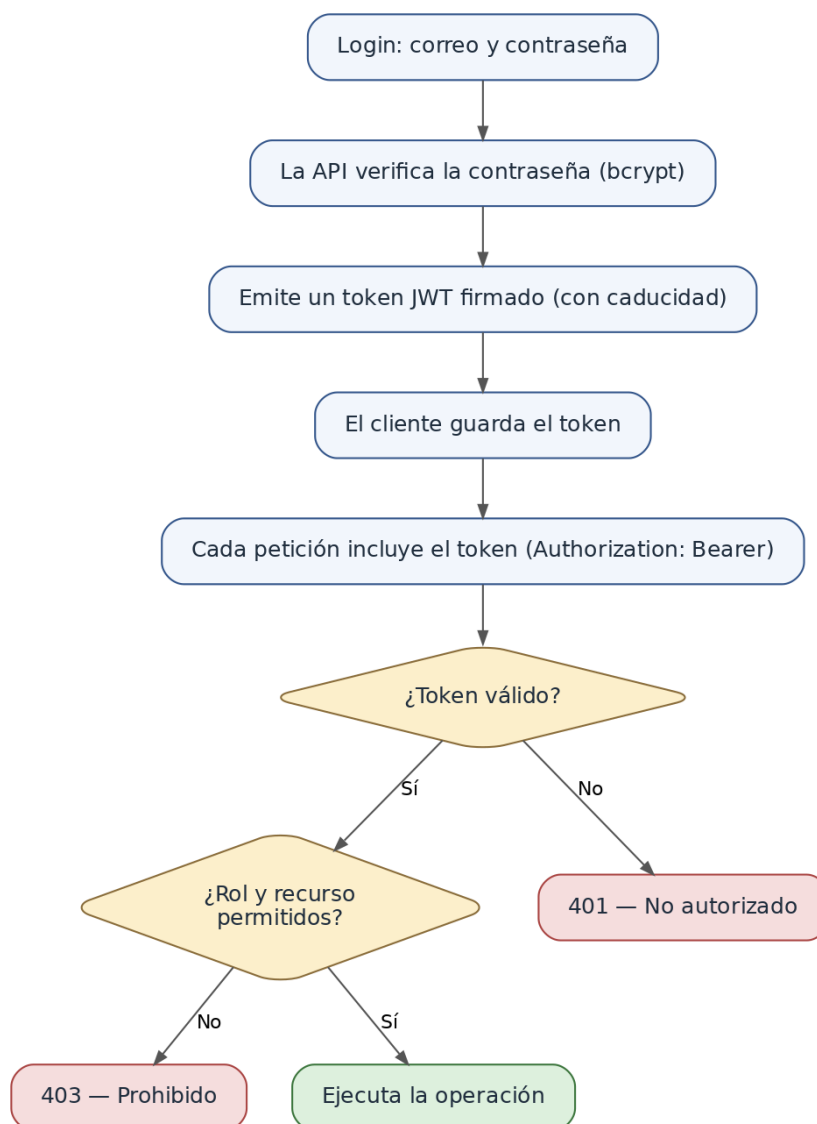 Login: correo y contraseña
La API verifica la contraseña (bcrypt)
Emite un token JWT firmado (con caducidad)
El cliente guarda el token
Cada petición incluye el token (Authorization: Bearer)
¿Token válido?
Sí
No
¿Rol y recurso
permitidos?
401 — No autorizado
No
Sí
403 — Prohibido
Ejecuta la operación